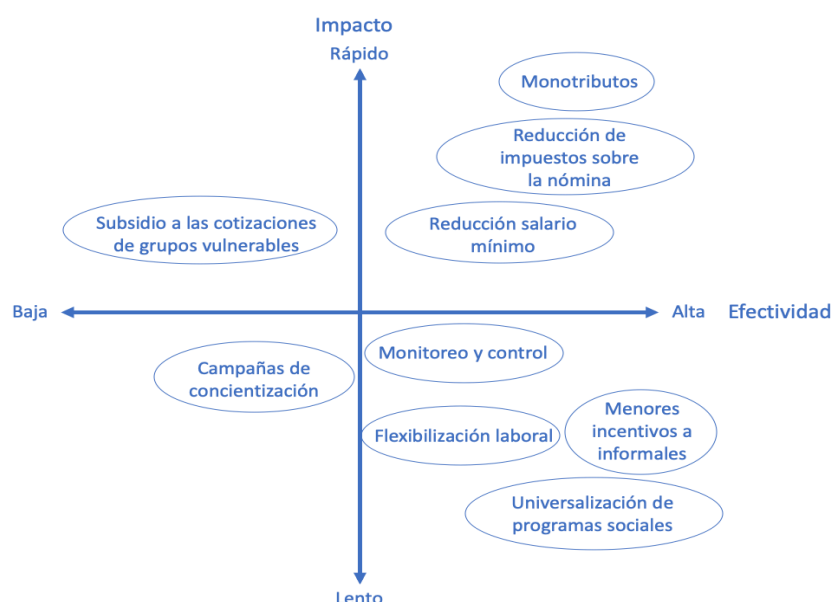 Impacto
Rápido
Monotributos
Reducción de
impuestos sobre
la nómina
Subsidio a las cotizaciones
de grupos vulnerables
Reducción salario
mínimo
Baja
Alta
Efectividad
Monitoreo y control
Campañas de
concientización
Menores
incentivos a
informales
Flexibilización laboral
Universalización de
programas sociales
Lento